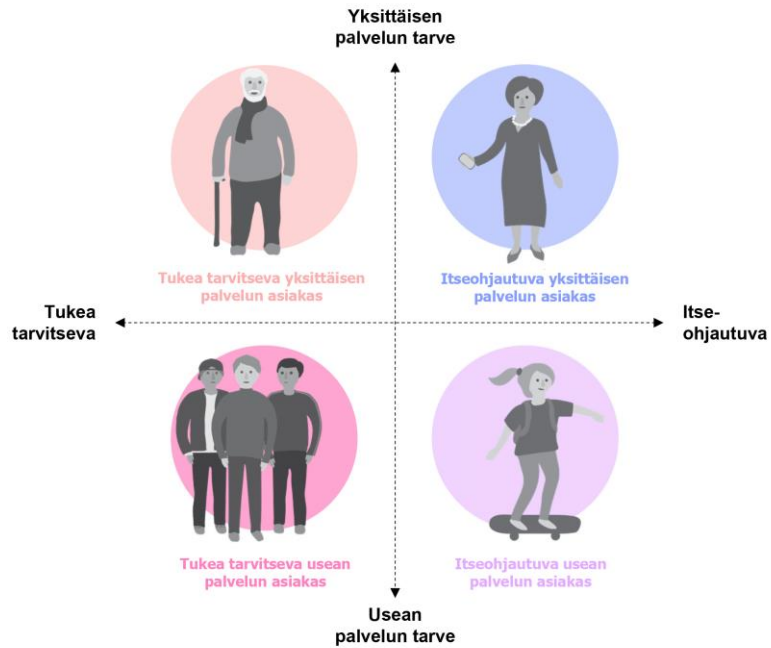 Yksittäisen
palvelun tarve
Tukea tarvitseva yksittäisen
palvelun asiakas
Itseohjautuva yksittäisen
palvelun asiakas
Tukea
tarvitseva
Itse-
ohjautuva
Tukea tarvitseva usean
palvelun asiakas
Itseohjautuva usean
palvelun asiakas
Usean
palvelun tarve